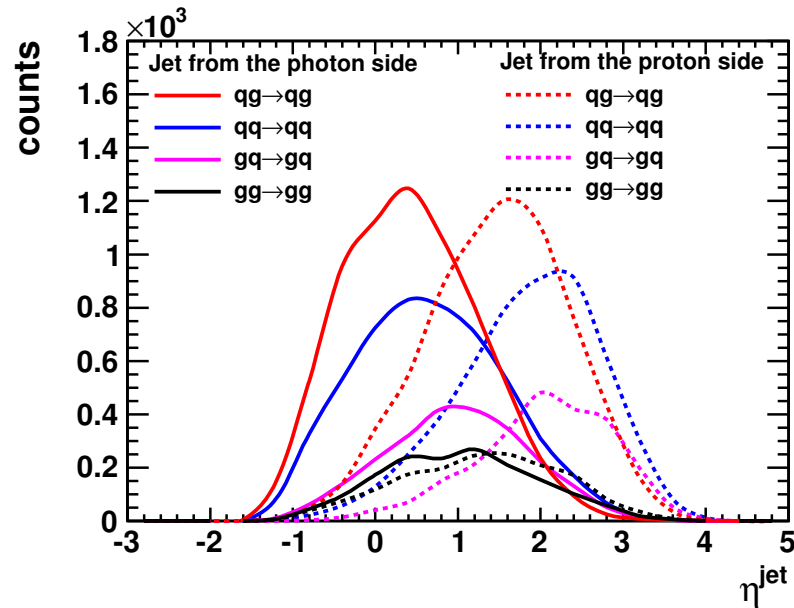 ×10³
counts
1.8
1.6
1.4
1.2
1
0.8
0.6
0.4
0.2
0
Jet from the photon side
qg→qg
qq→qq
gq→gq
gg→gg
Jet from the proton side
qg→qg
qq→qq
gq→gq
gg→gg
-3 -2 -1 0 1 2 3 4 5
η^jet